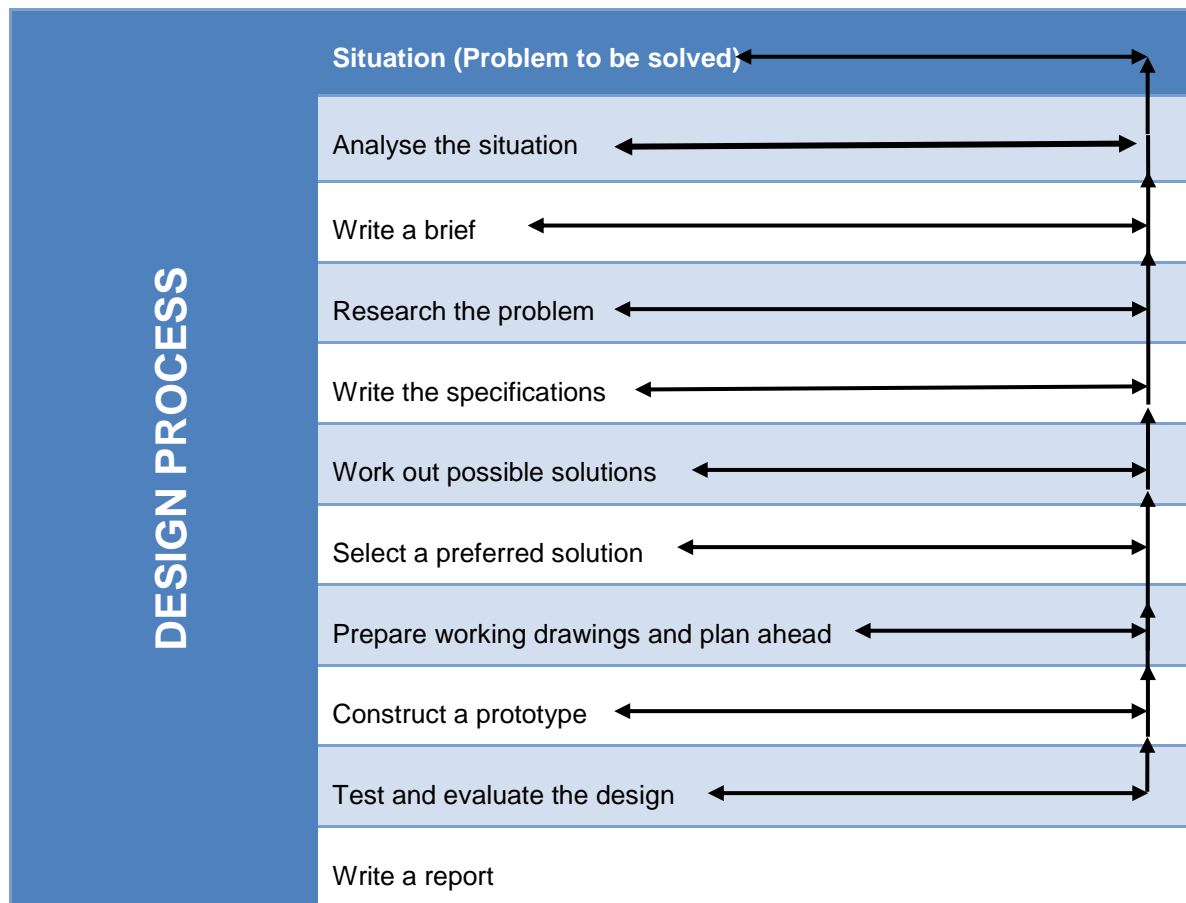 DESIGN PROCESS
Situation (Problem to be solved)
Analyse the situation
Write a brief
Research the problem
Write the specifications
Work out possible solutions
Select a preferred solution
Prepare working drawings and plan ahead
Construct a prototype
Test and evaluate the design
Write a report